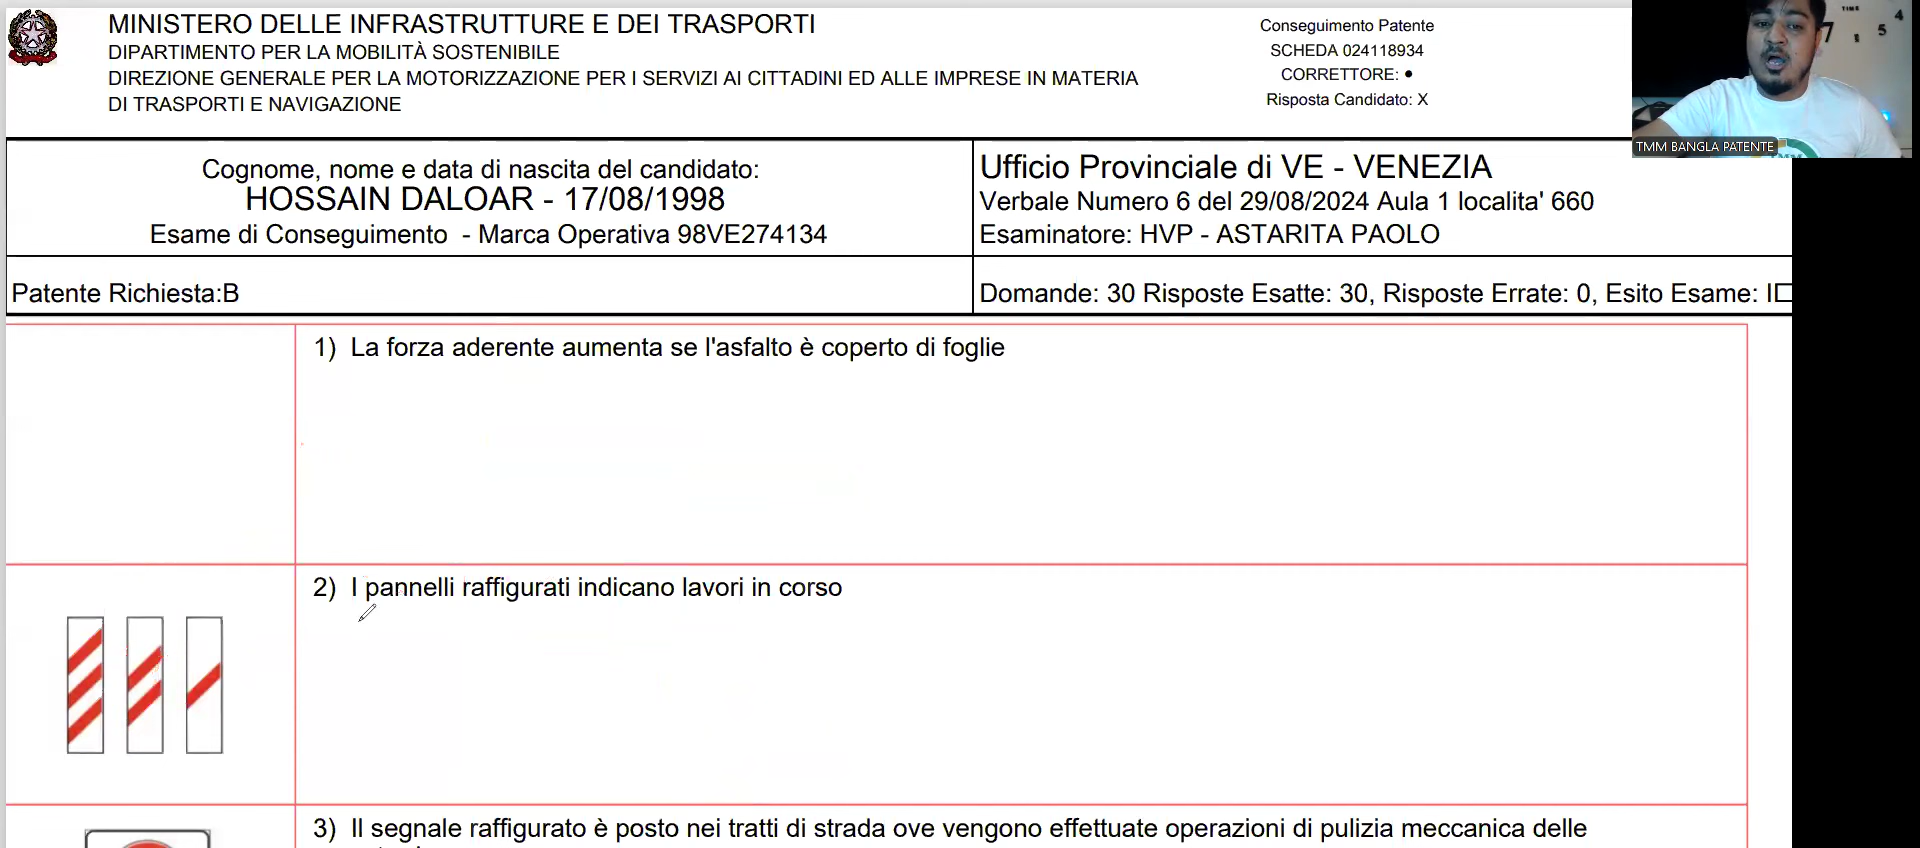 MINISTERO DELLE INFRASTRUTTURE E DEI TRASPORTI
DIPARTIMENTO PER LA MOBILITÀ SOSTENIBILE
DIREZIONE GENERALE PER LA MOTORIZZAZIONE PER I SERVIZI AI CITTADINI ED ALLE IMPRESE IN MATERIA
DI TRASPORTI E NAVIGAZIONE
Conseguimento Patente
SCHEDA 024118934
CORRETTORE: ●
Risposta Candidato: X
TIME
4
7
5
TMM BANGLA PATENTE
Cognome, nome e data di nascita del candidato:
HOSSAIN DALOAR - 17/08/1998
Esame di Conseguimento - Marca Operativa 98VE274134
Ufficio Provinciale di VE - VENEZIA
Verbale Numero 6 del 29/08/2024 Aula 1 localita' 660
Esaminatore: HVP - ASTARITA PAOLO
Patente Richiesta:B
Domande: 30 Risposte Esatte: 30, Risposte Errate: 0, Esito Esame:
1) La forza aderente aumenta se l'asfalto è coperto di foglie
2) I pannelli raffigurati indicano lavori in corso
3) Il segnale raffigurato è posto nei tratti di strada ove vengono effettuate operazioni di pulizia meccanica delle